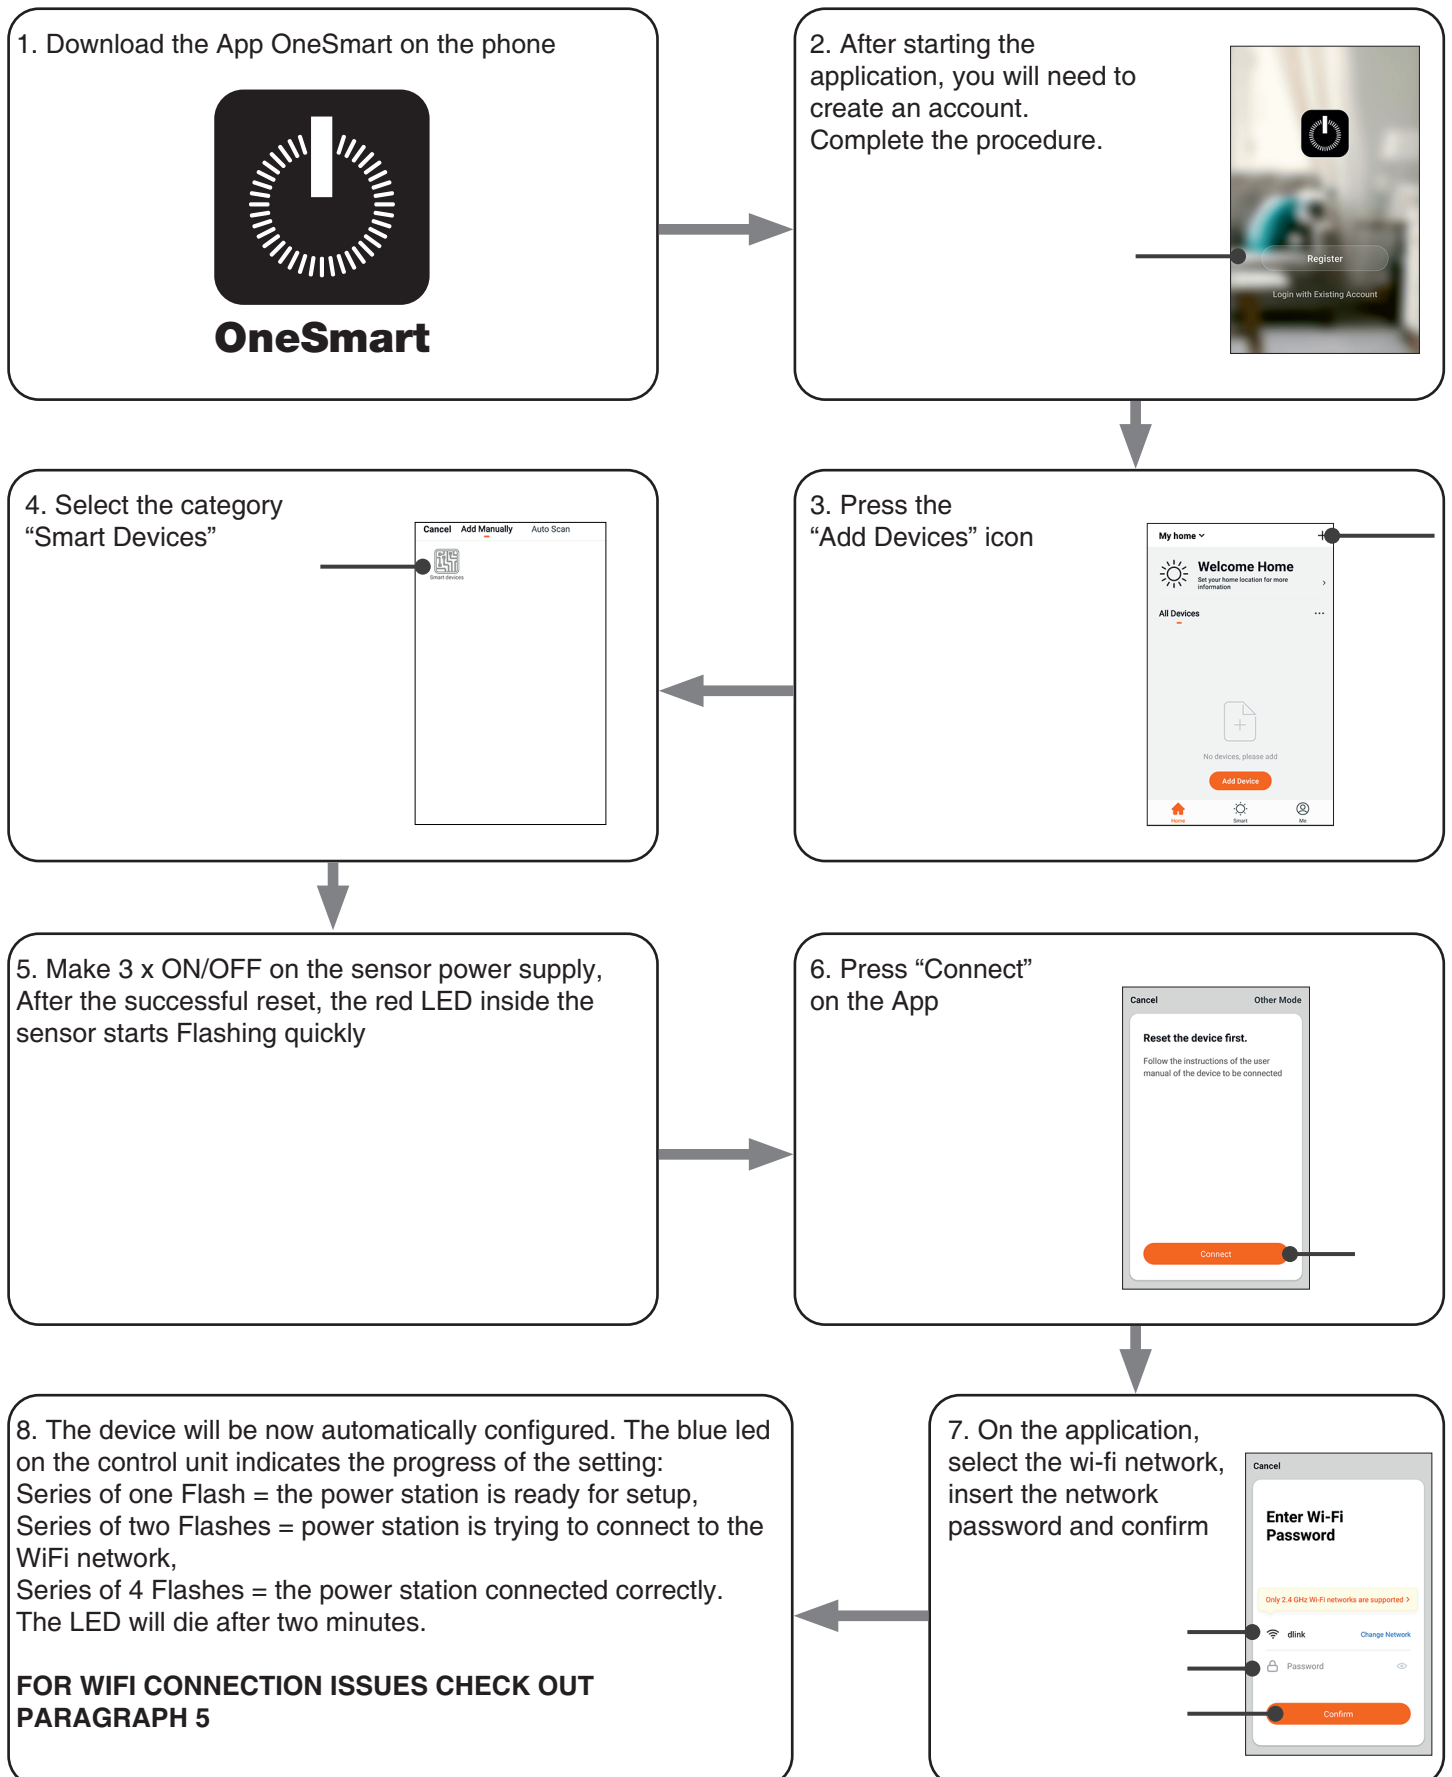 1. Download the App OneSmart on the phone
OneSmart
2. After starting the
application, you will need to
create an account.
Complete the procedure.
Register
Login with Existing Account
3. Press the
“Add Devices” icon
My home
Welcome Home
Set your home location for more
information
All Devices
No devices, please add
Add Device
Home
Smart
Me
4. Select the category
“Smart Devices”
Cancel Add Manually Auto Scan
Smart devices
5. Make 3 x ON/OFF on the sensor power supply,
After the successful reset, the red LED inside the
sensor starts Flashing quickly
6. Press “Connect”
on the App
Cancel Other Mode
Reset the device first.
Follow the instructions of the user
manual of the device to be connected
Connect
7. On the application,
select the wi-fi network,
insert the network
password and confirm
Cancel
Enter Wi-Fi
Password
Only 2.4 GHz Wi-Fi networks are supported >
dlink Change Network
Password
Confirm
8. The device will be now automatically configured. The blue led
on the control unit indicates the progress of the setting:
Series of one Flash = the power station is ready for setup,
Series of two Flashes = power station is trying to connect to the
WiFi network,
Series of 4 Flashes = the power station connected correctly.
The LED will die after two minutes.
FOR WIFI CONNECTION ISSUES CHECK OUT
PARAGRAPH 5